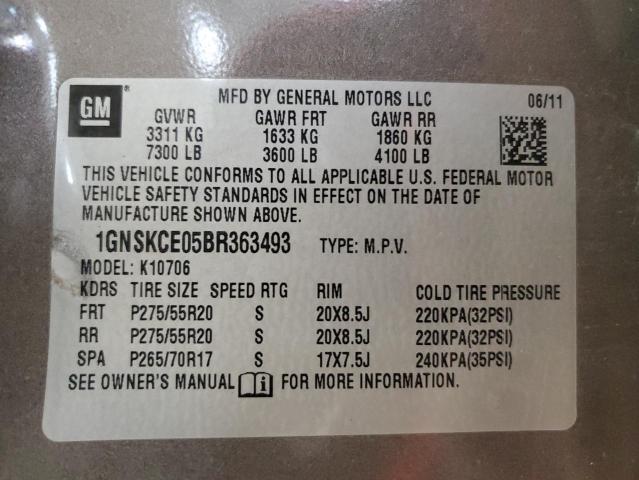 GM ® MFD BY GENERAL MOTORS LLC 06/11
GVWR GAWR FRT GAWR RR
3311 KG 1633 KG 1860 KG
7300 LB 3600 LB 4100 LB
THIS VEHICLE CONFORMS TO ALL APPLICABLE U.S. FEDERAL MOTOR
VEHICLE SAFETY STANDARDS IN EFFECT ON THE DATE OF
MANUFACTURE SHOWN ABOVE.
1GNSKCE05BR363493 TYPE: M.P.V.
MODEL: K10706
KDRS TIRE SIZE SPEED RTG RIM COLD TIRE PRESSURE
FRT P275/55R20 S 20X8.5J 220KPA(32PSI)
RR P275/55R20 S 20X8.5J 220KPA(32PSI)
SPA P265/70R17 S 17X7.5J 240KPA(35PSI)
SEE OWNER'S MANUAL i FOR MORE INFORMATION.